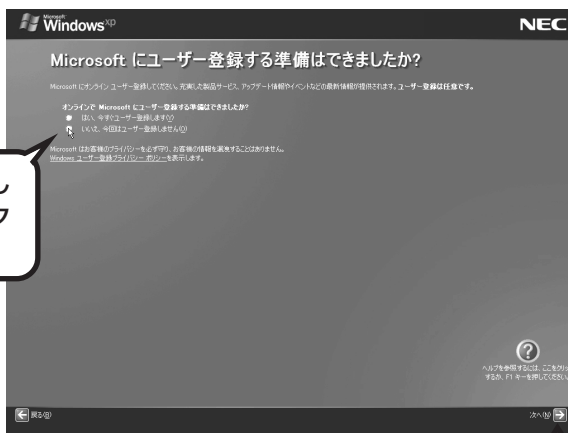 Microsoft
Windows xp
NEC
Microsoft にユーザー登録する準備はできましたか?
Microsoft にオンライン ユーザー登録してください。充実した製品サービス、アップデート情報やイベントなどの最新情報が提供されます。ユーザー登録は任意です。
オンラインで Microsoft にユーザー登録する準備はできましたか?
はい、今すぐユーザー登録します(Y)
いいえ、今回はユーザー登録しません(O)
Microsoft はお客様のプライバシーを必ず守り、お客様の情報を漏洩することはありません。
Windows ユーザー登録プライバシー ポリシーを表示します。
し
ク
ヘルプを参照するには、ここをクリッ
するか、F1 キーを押してください。
戻る(B)
次へ(N)